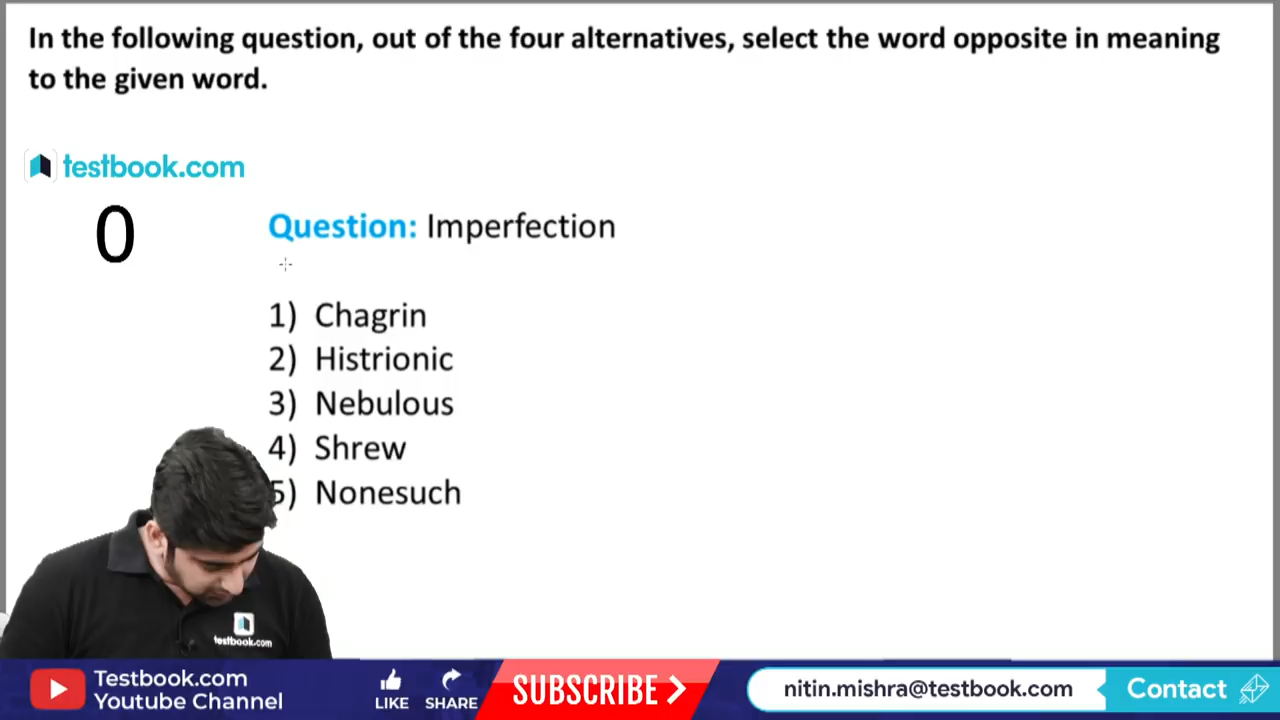 In the following question, out of the four alternatives, select the word opposite in meaning
to the given word.
testbook.com
0
Question: Imperfection
1) Chagrin
2) Histrionic
3) Nebulous
4) Shrew
5) Nonesuch
testbook.com
Testbook.com
Youtube Channel
LIKE
SHARE
SUBSCRIBE
nitin.mishra@testbook.com
Contact